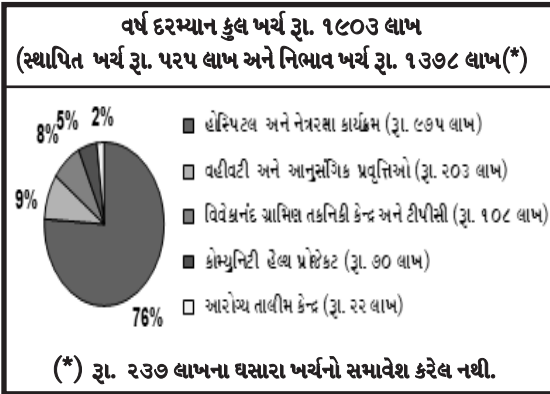 વર્ષ દરમ્યાન કુલ ખર્ચ રૂા. ૧૯૦૩ લાખ
(સ્થાપિત ખર્ચ રૂા. ૫૨૫ લાખ અને નિભાવ ખર્ચ રૂા. ૧૩૭૮ લાખ(*)
8%
5%
2%
9%
76%
હોસ્પિટલ અને નેત્રરક્ષા કાર્યક્રમ (રૂા. ૯૭૫ લાખ)
વહીવટી અને આનુસંગિક પ્રવૃત્તિઓ (રૂા. ૨૦૩ લાખ)
વિવેકાનંદ ગ્રામિણ તકનિકી કેન્દ્ર અને ટીપીસી (રૂા. ૧૦૮ લાખ)
કોમ્યુનિટી હેલ્થ પ્રોજેકટ (રૂા. ૭૦ લાખ)
આરોગ્ય તાલીમ કેન્દ્ર (રૂા. ૨૨ લાખ)
(*) રૂા. ૨૩૭ લાખના ઘસારા ખર્ચનો સમાવેશ કરેલ નથી.